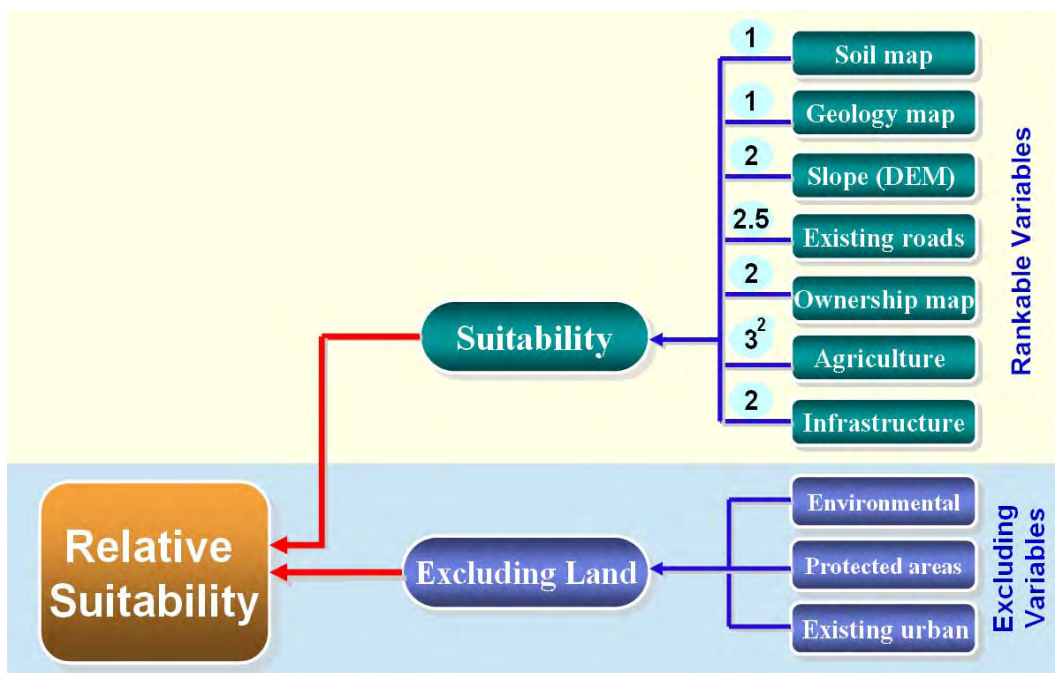 1
Soil map
1
Geology map
2
Slope (DEM)
2.5
Existing roads
2
Ownership map
3²
Agriculture
2
Infrastructure
Rankable Variables
Suitability
Environmental
Protected areas
Existing urban
Excluding
Variables
Excluding Land
Relative
Suitability